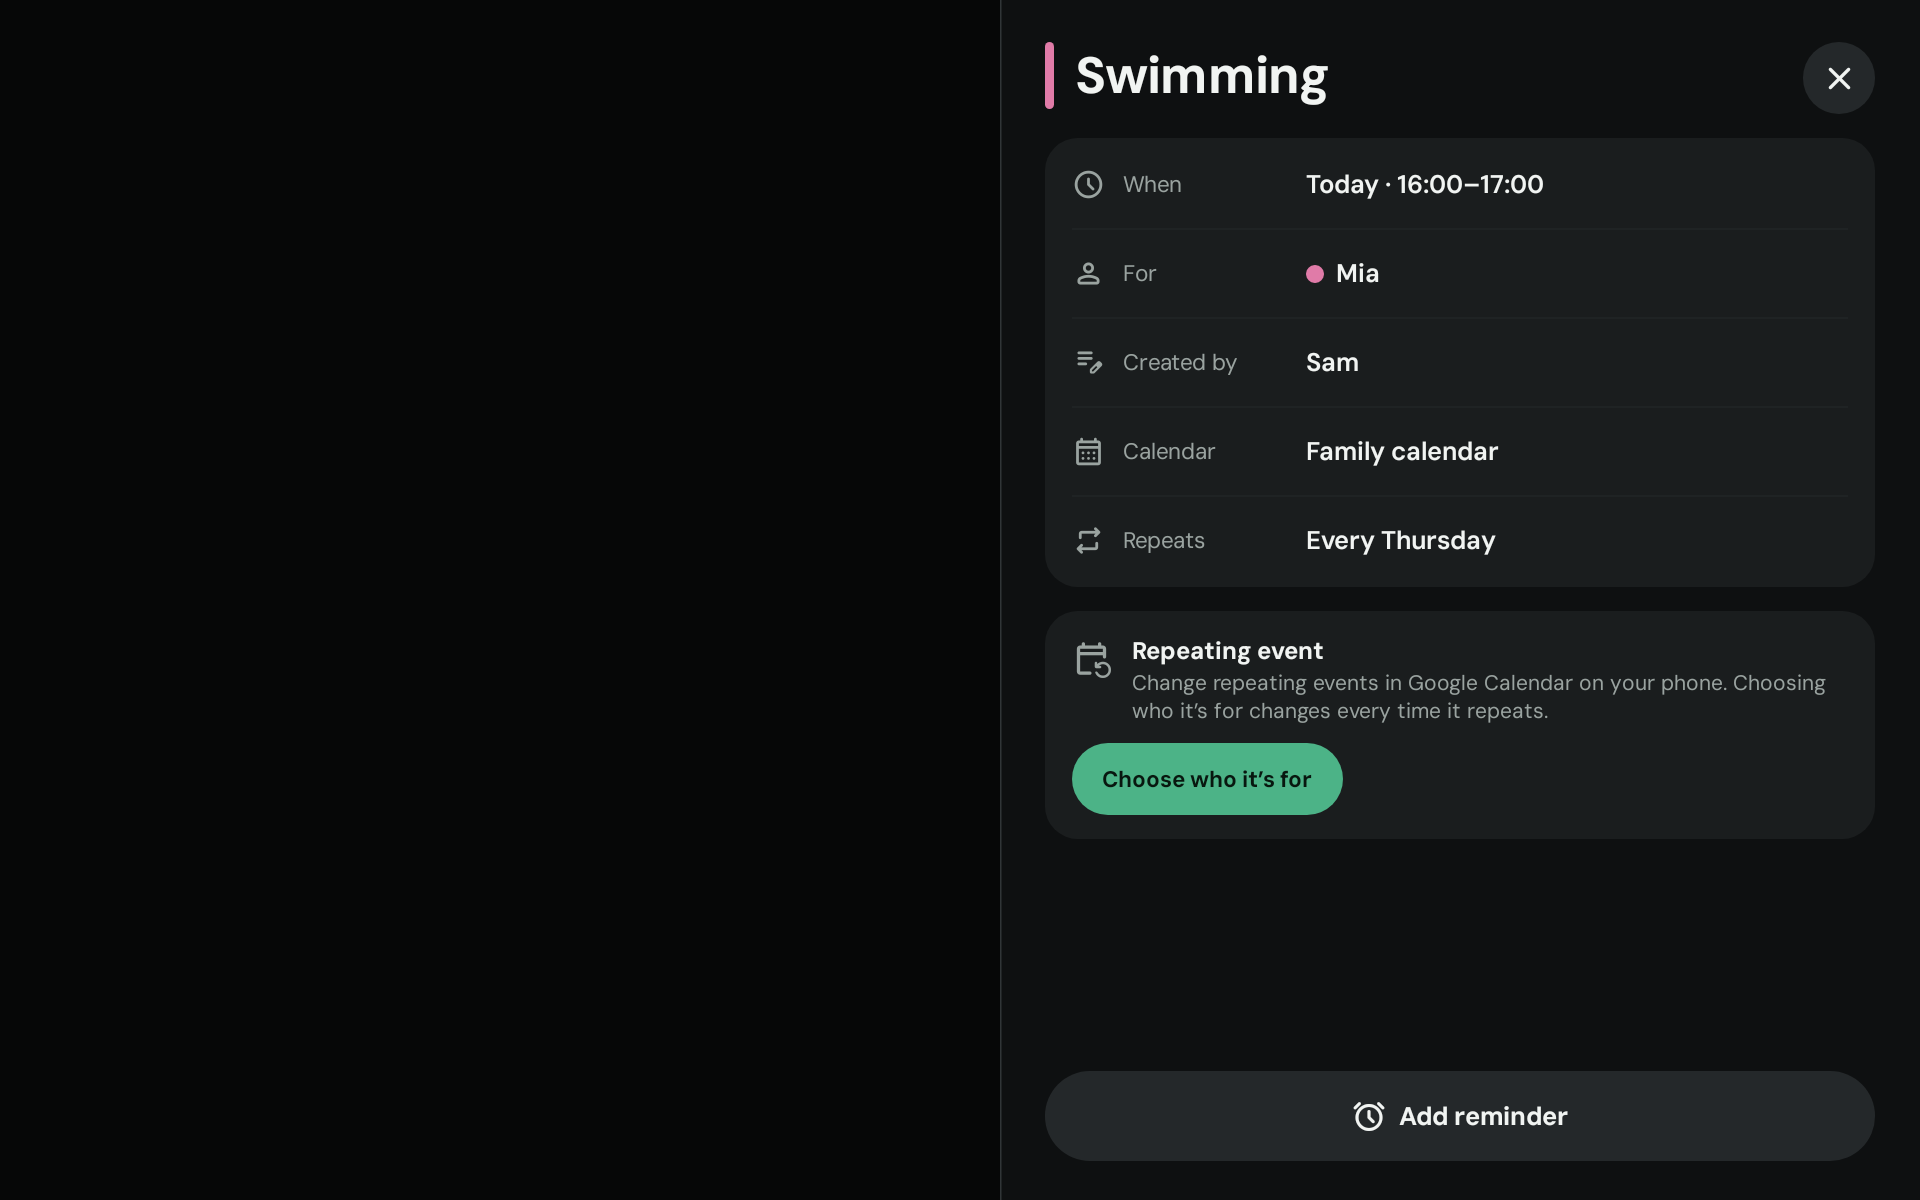 Swimming
When
Today · 16:00–17:00
For
Mia
Created by
Sam
Calendar
Family calendar
Repeats
Every Thursday
Repeating event
Change repeating events in Google Calendar on your phone. Choosing
who it’s for changes every time it repeats.
Choose who it’s for
Add reminder